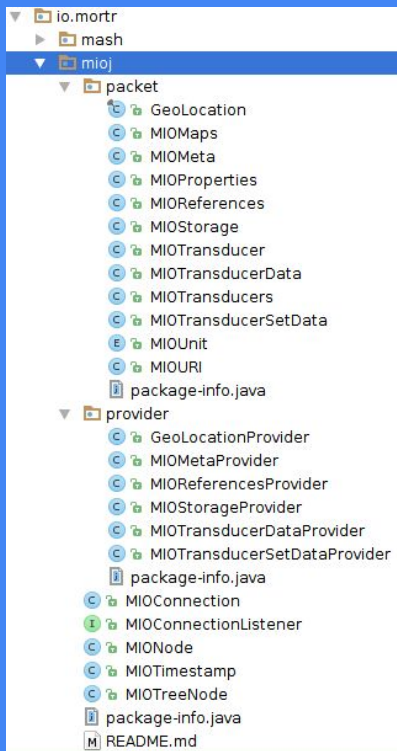 io.mortr
mash
mioj
packet
GeoLocation
MIOMaps
MIOMeta
MIOProperties
MIOReferences
MIOStorage
MIOTransducer
MIOTransducerData
MIOTransducers
MIOTransducerSetData
MIOUnit
MIOURI
package-info.java
provider
GeoLocationProvider
MIOMetaProvider
MIOReferencesProvider
MIOStorageProvider
MIOTransducerDataProvider
MIOTransducerSetDataProvider
package-info.java
MIOConnection
MIOConnectionListener
MIONode
MIOTimestamp
MIOTreeNode
package-info.java
README.md